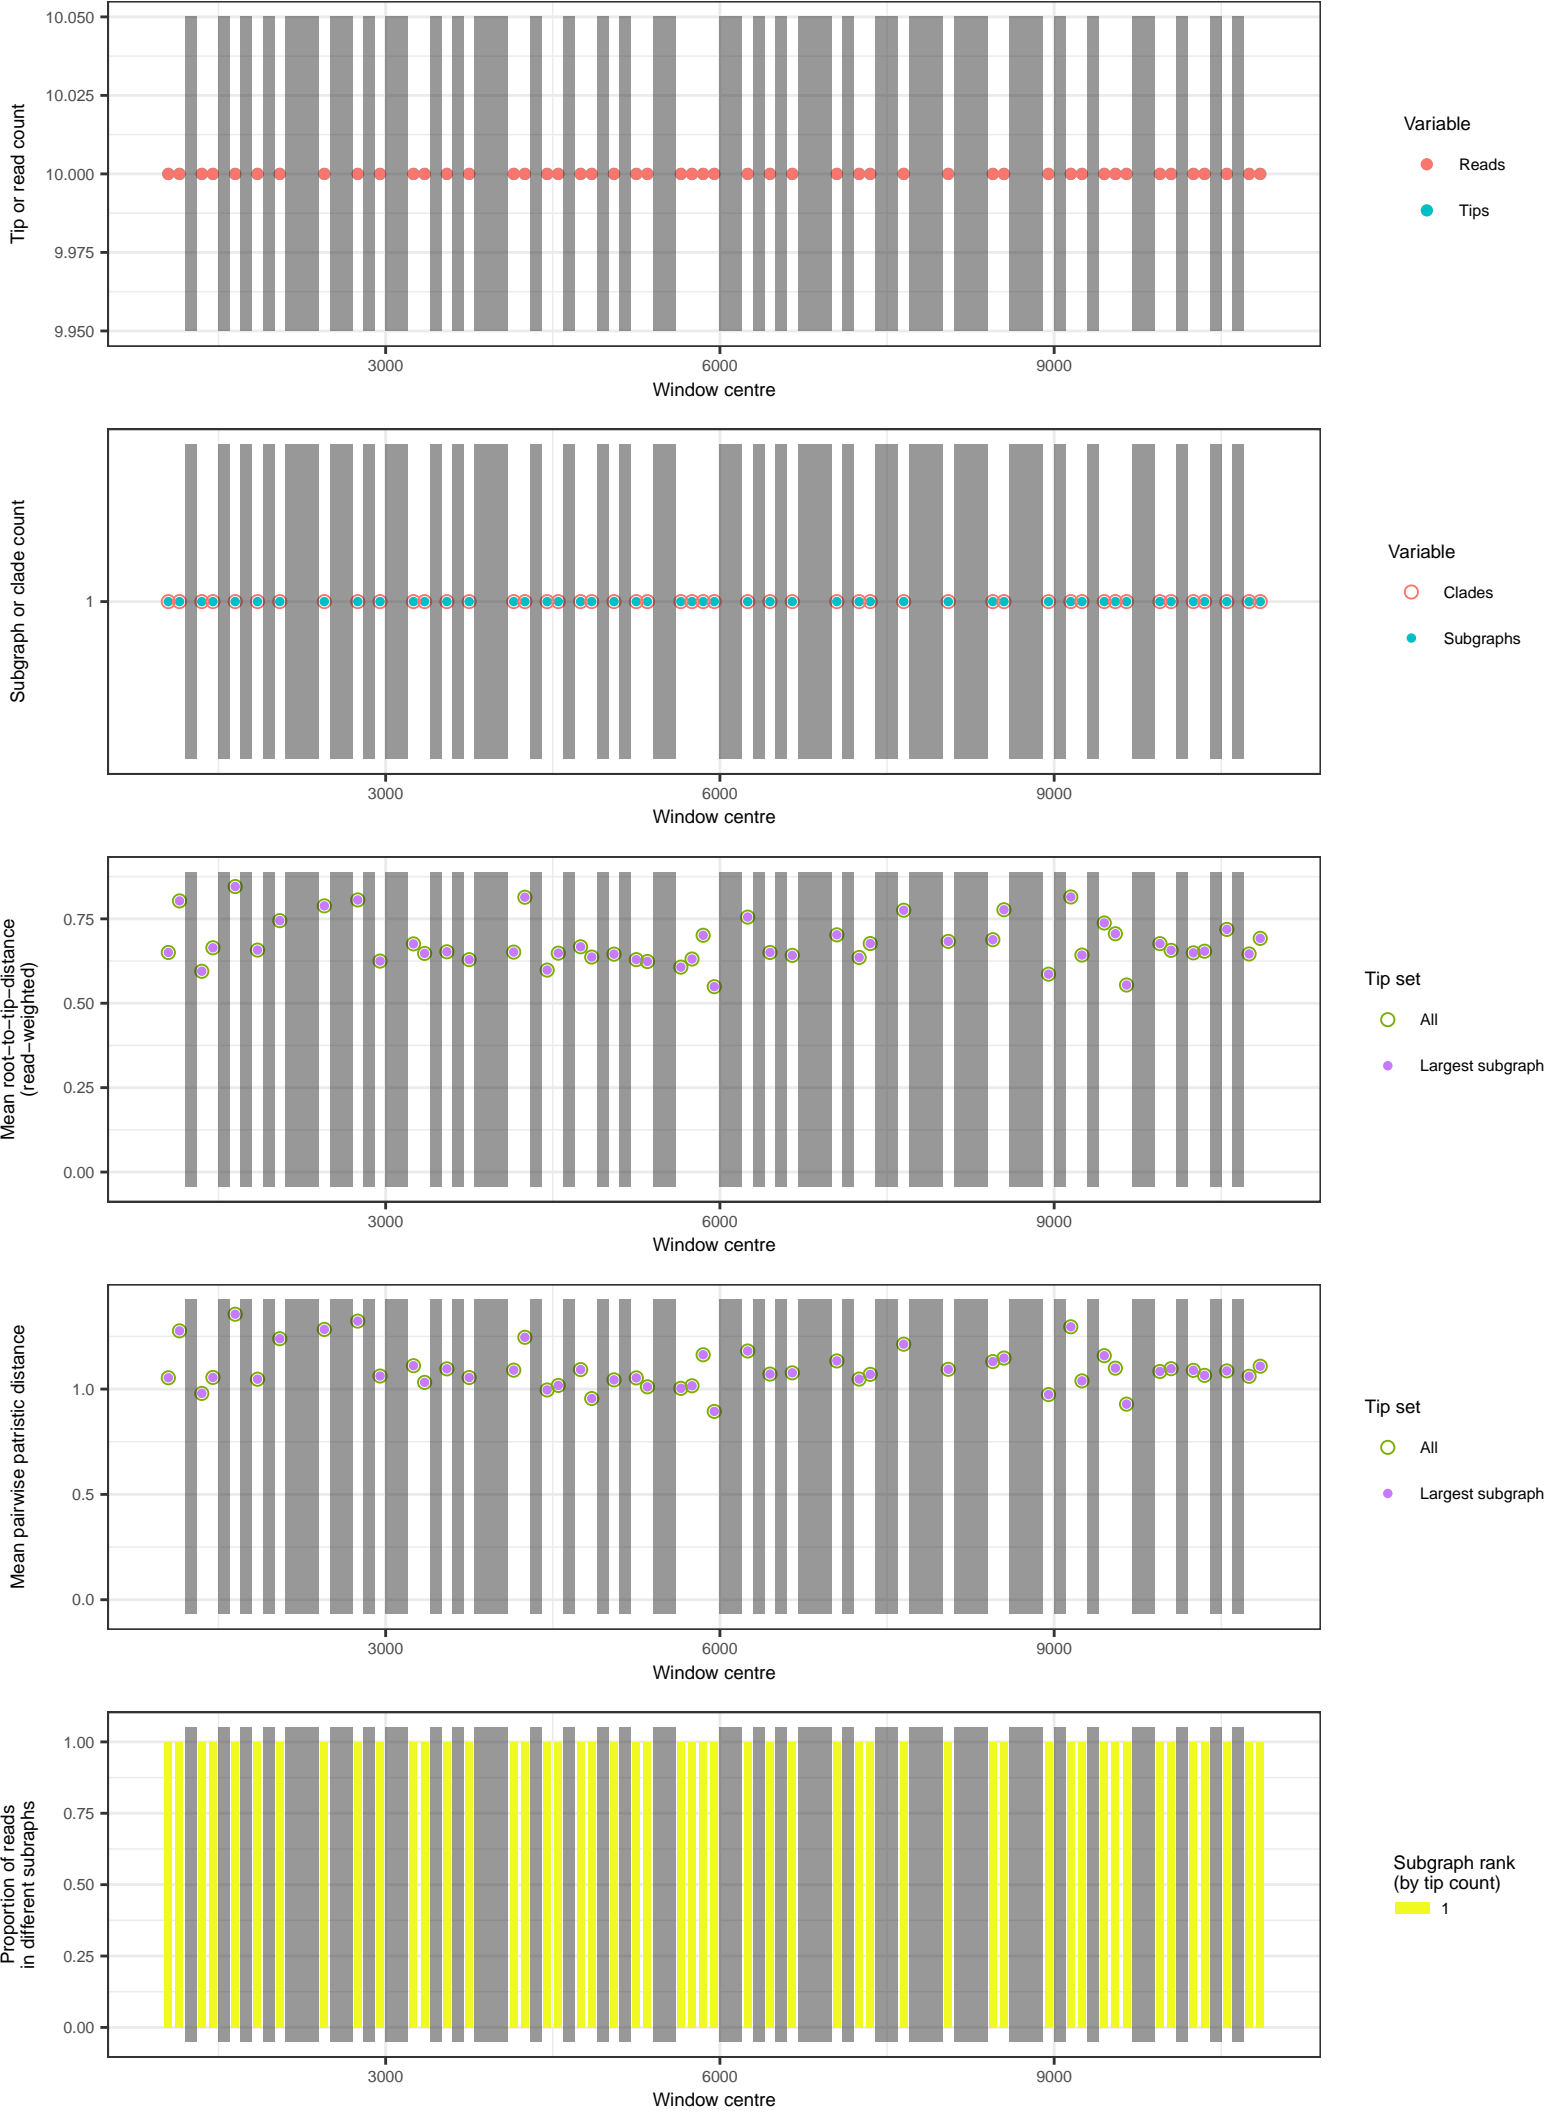 10.050
10.025
10.000
9.975
9.950
Tip or read count
3000
6000
9000
Window centre
Variable
Reads
Tips
Subgraph or clade count
1
3000
6000
9000
Window centre
Variable
Clades
Subgraphs
Mean root−to−tip−distance
(read−weighted)
0.75
0.50
0.25
0.00
3000
6000
9000
Window centre
Tip set
All
Largest subgraph
Mean pairwise patristic distance
1.0
0.5
0.0
3000
6000
9000
Window centre
Tip set
All
Largest subgraph
Proportion of reads
in different subraphs
1.00
0.75
0.50
0.25
0.00
3000
6000
9000
Window centre
Subgraph rank
(by tip count)
1